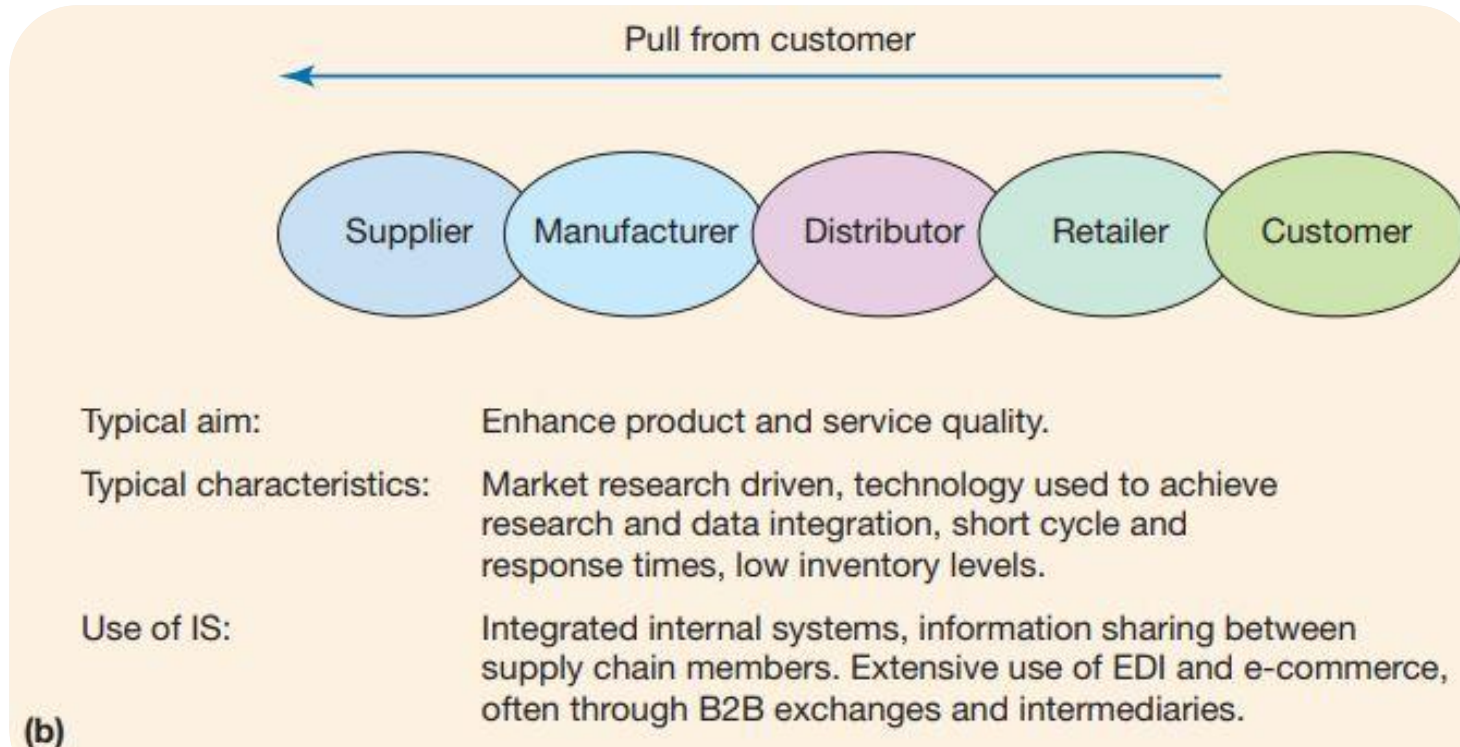 Pull from customer
Supplier Manufacturer Distributor Retailer Customer
Typical aim: Enhance product and service quality.
Typical characteristics: Market research driven, technology used to achieve
research and data integration, short cycle and
response times, low inventory levels.
Use of IS: Integrated internal systems, information sharing between
supply chain members. Extensive use of EDI and e-commerce,
often through B2B exchanges and intermediaries.
(b)